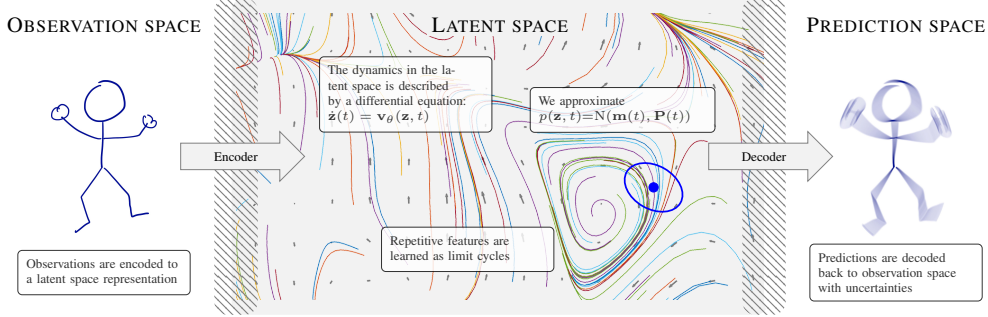 OBSERVATION SPACE
LATENT SPACE
PREDICTION SPACE
The dynamics in the la-
tent space is described
by a differential equation:
ż(t) = v_θ(z, t)
We approximate
p(z, t)=N(m(t), P(t))
Encoder
Decoder
Repetitive features are
learned as limit cycles
Observations are encoded to
a latent space representation
Predictions are decoded
back to observation space
with uncertainties